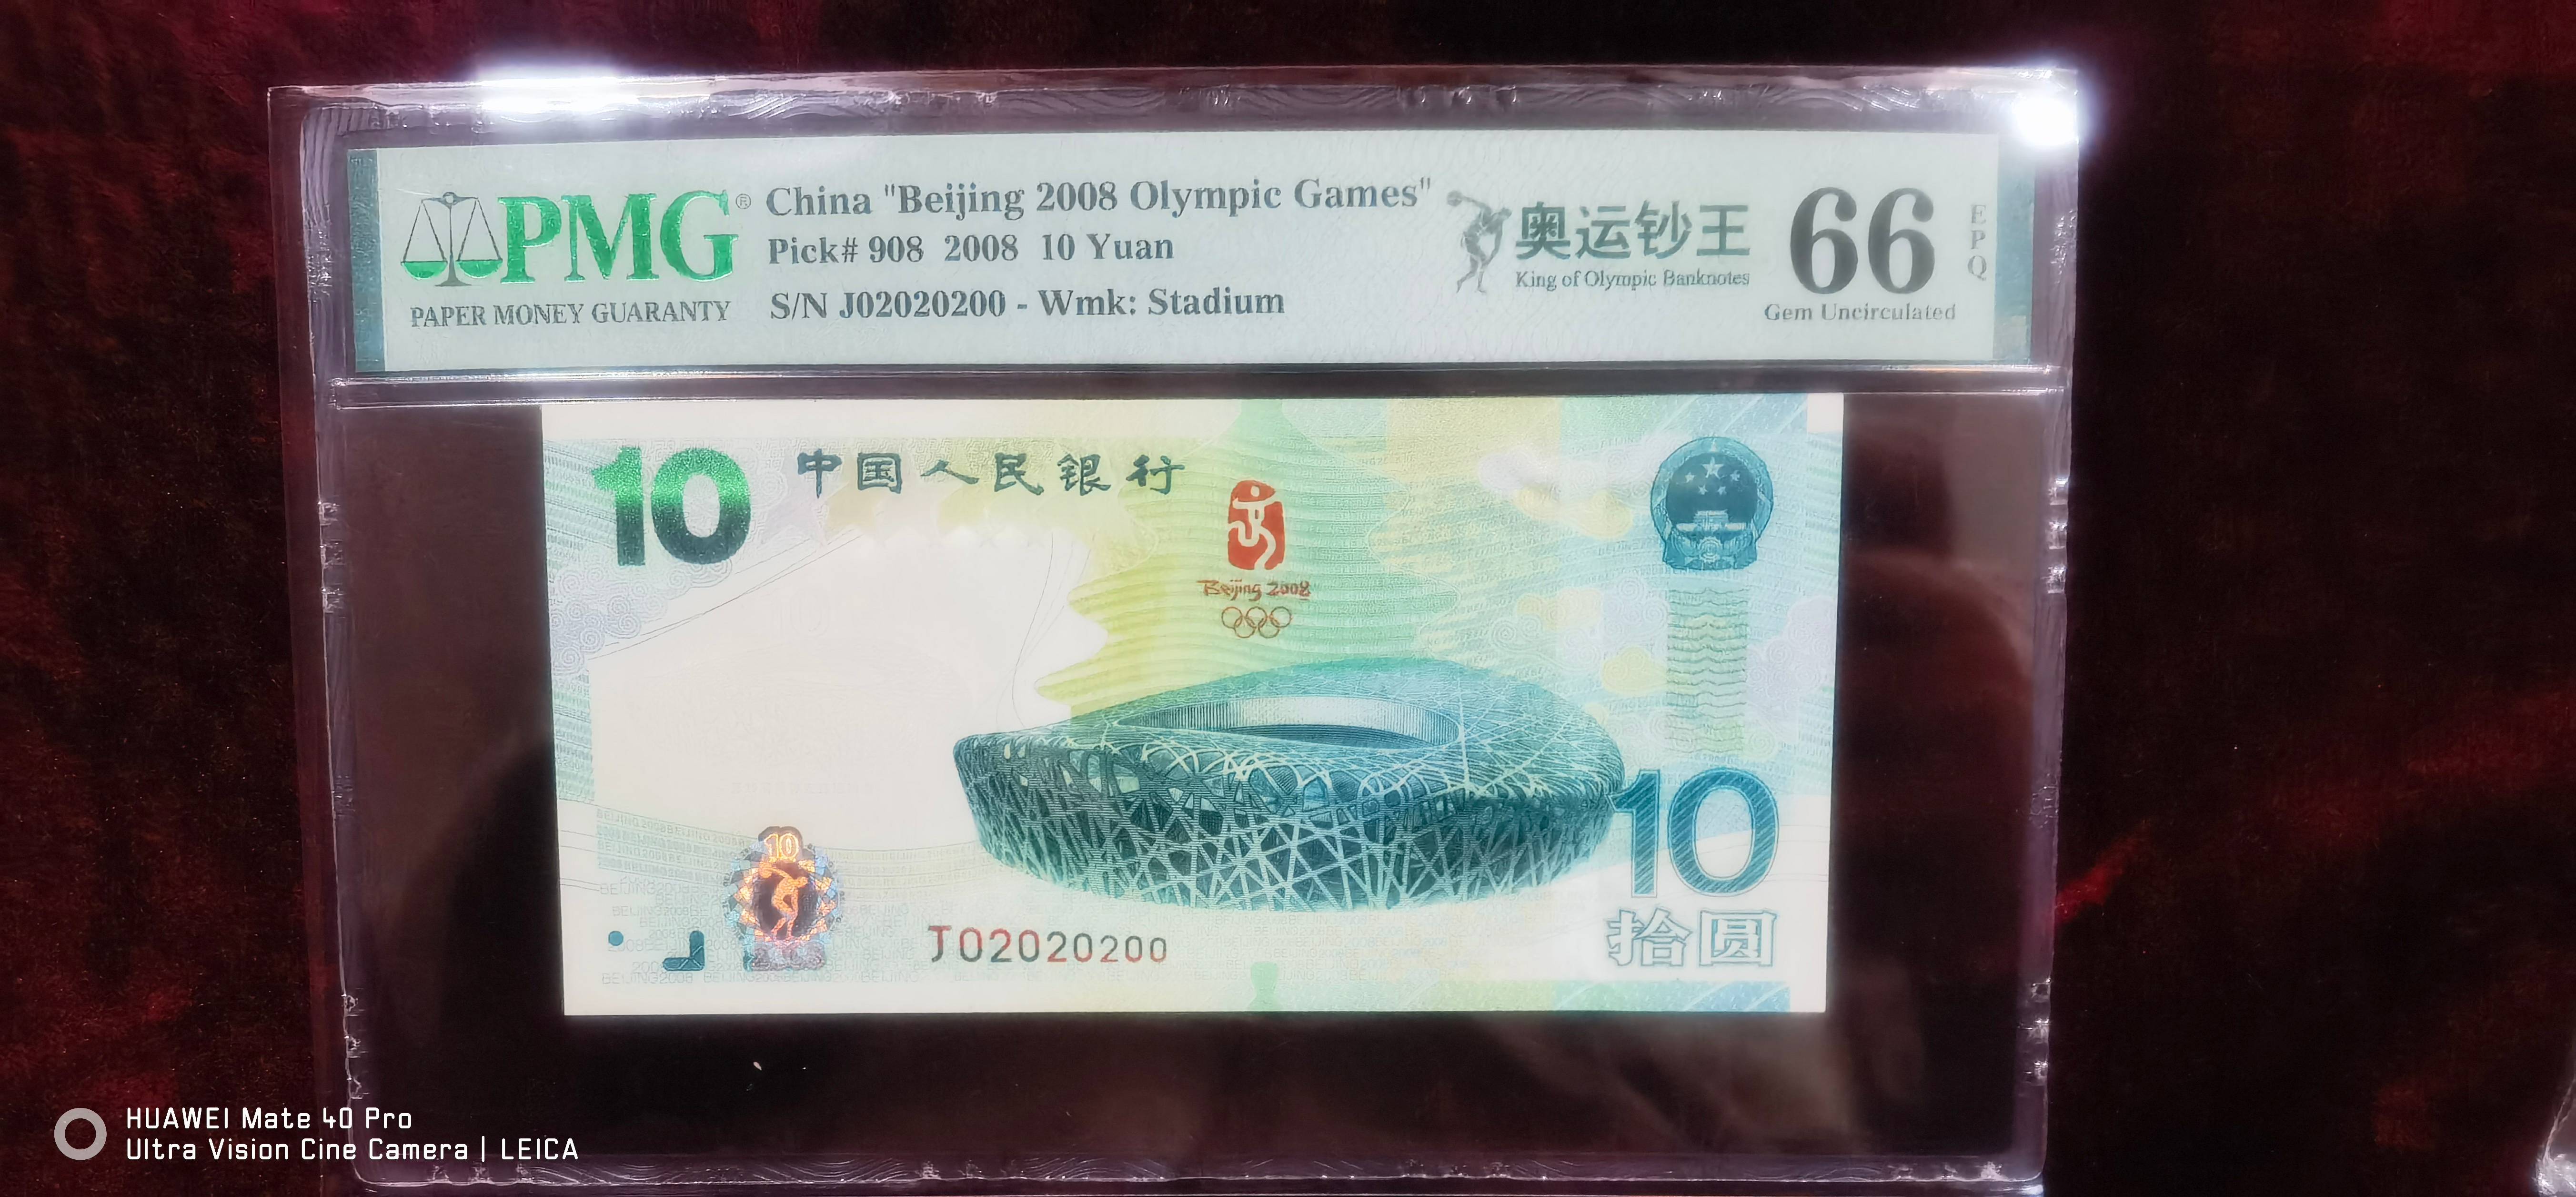 PMG®
PAPER MONEY GUARANTY
China "Beijing 2008 Olympic Games"
Pick# 908 2008 10 Yuan
S/N J02020200 - Wmk: Stadium
奥运钞王
King of Olympic Banknotes
66
EPQ
Gem Uncirculated
10
中国人民银行
Beijing 2008
10
J02020200
10
拾圆
HUAWEI Mate 40 Pro
Ultra Vision Cine Camera | LEICA